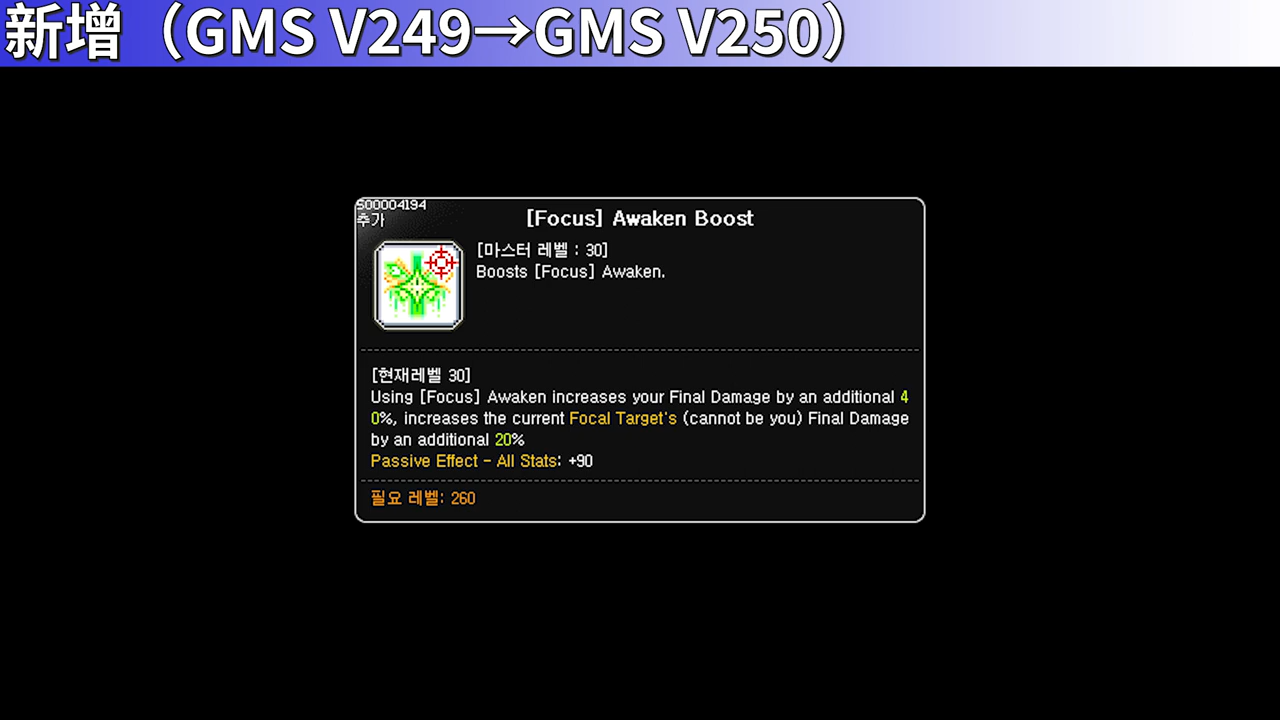 新增（GMS V249→GMS V250）
500004194
추가
[Focus] Awaken Boost
[마스터 레벨 : 30]
Boosts [Focus] Awaken.
[현재레벨 30]
Using [Focus] Awaken increases your Final Damage by an additional 4
0%, increases the current Focal Target's (cannot be you) Final Damage
by an additional 20%
Passive Effect - All Stats: +90
필요 레벨: 260